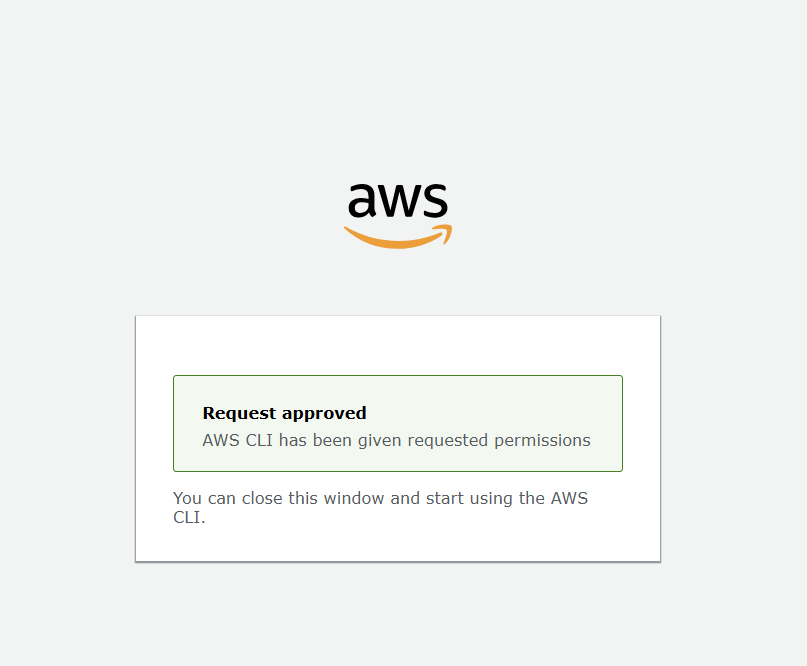 aws
Request approved
AWS CLI has been given requested permissions
You can close this window and start using the AWS
CLI.